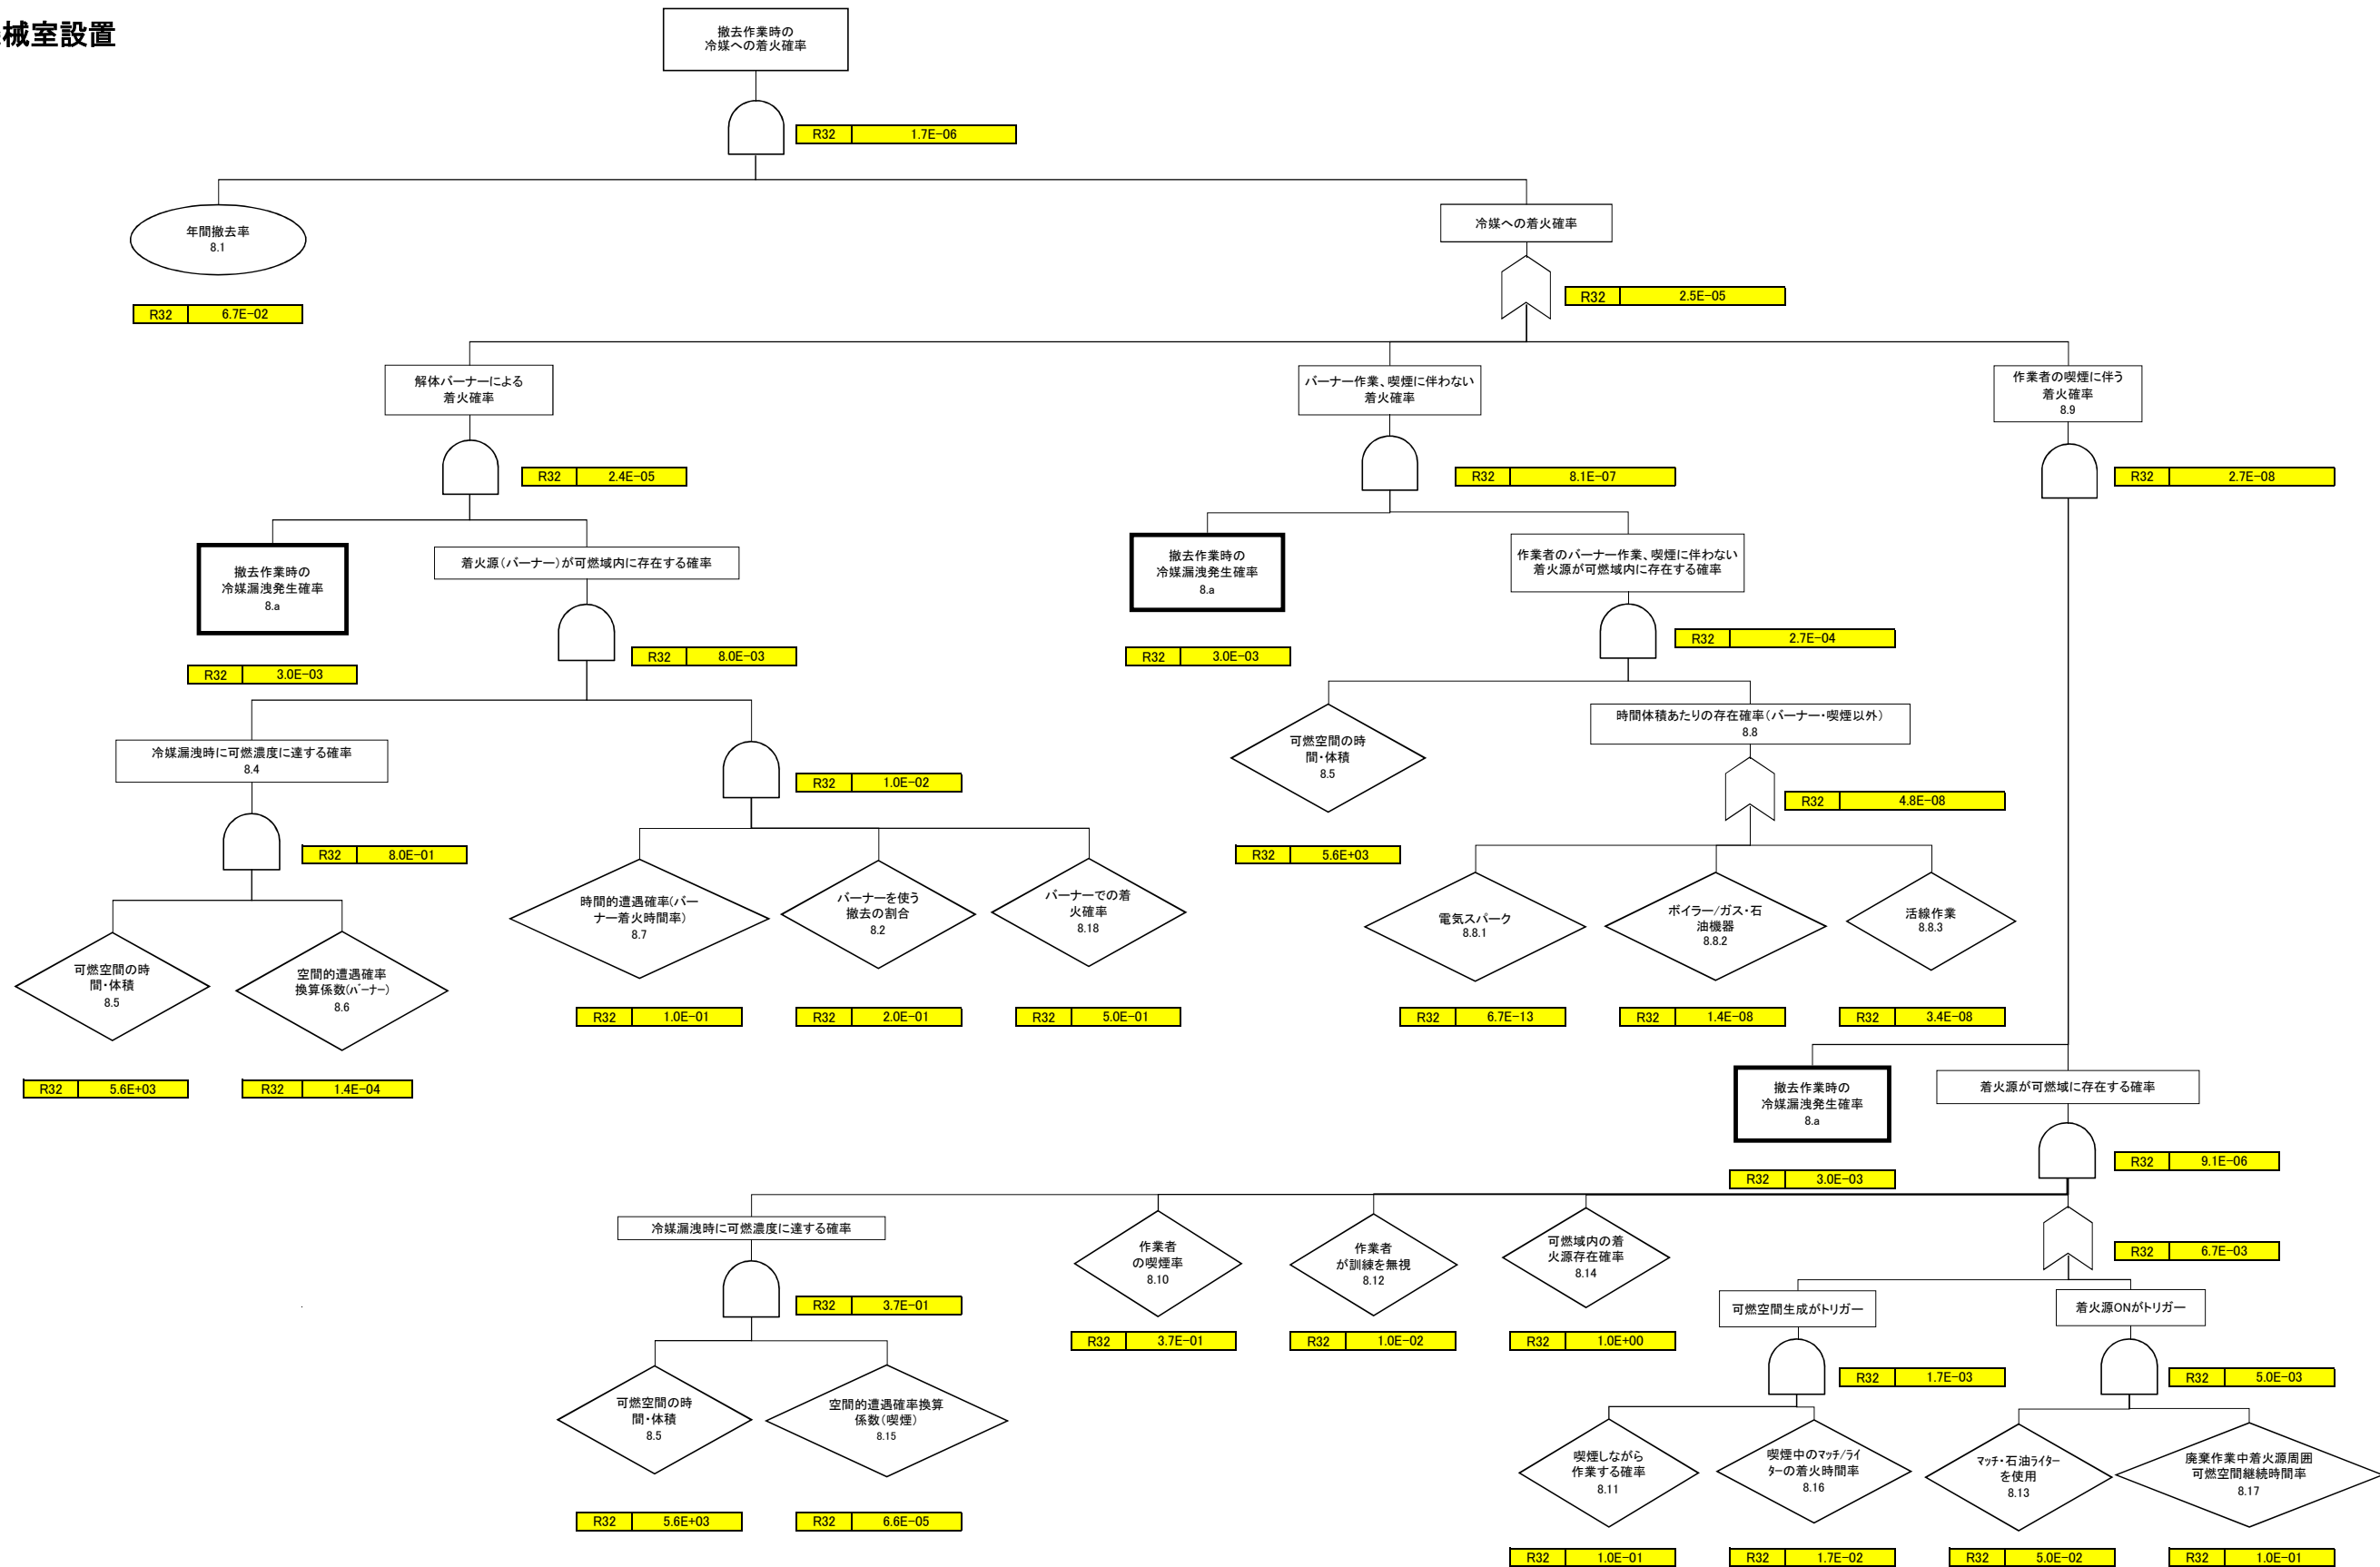 械室設置
撤去作業時の
冷媒への着火確率
R32 1.7E-06
年間撤去率
8.1
R32 6.7E-02
冷媒への着火確率
R32 2.5E-05
解体バーナーによる
着火確率
R32 2.4E-05
バーナー作業、喫煙に伴わない
着火確率
R32 8.1E-07
作業者の喫煙に伴う
着火確率
8.9
R32 2.7E-08
撤去作業時の
冷媒漏洩発生確率
8.a
R32 3.0E-03
着火源(バーナー)が可燃域内に存在する確率
R32 8.0E-03
撤去作業時の
冷媒漏洩発生確率
8.a
R32 3.0E-03
作業者のバーナー作業、喫煙に伴わない
着火源が可燃域内に存在する確率
R32 2.7E-04
冷媒漏洩時に可燃濃度に達する確率
8.4
R32 8.0E-01
R32 1.0E-02
可燃空間の時
間・体積
8.5
R32 5.6E+03
時間体積あたりの存在確率(バーナー・喫煙以外)
8.8
R32 4.8E-08
可燃空間の時
間・体積
8.5
R32 5.6E+03
空間的遭遇確率
換算係数(バーナー)
8.6
R32 1.4E-04
時間的遭遇確率(バー
ナー着火時間率)
8.7
R32 1.0E-01
バーナーを使う
撤去の割合
8.2
R32 2.0E-01
バーナーでの着
火確率
8.18
R32 5.0E-01
電気スパーク
8.8.1
R32 6.7E-13
ボイラー/ガス・石
油機器
8.8.2
R32 1.4E-08
活線作業
8.8.3
R32 3.4E-08
撤去作業時の
冷媒漏洩発生確率
8.a
R32 3.0E-03
着火源が可燃域に存在する確率
R32 9.1E-06
冷媒漏洩時に可燃濃度に達する確率
R32 3.7E-01
作業者
の喫煙率
8.10
R32 3.7E-01
作業者
が訓練を無視
8.12
R32 1.0E-02
可燃域内の着
火源存在確率
8.14
R32 1.0E+00
R32 6.7E-03
可燃空間生成がトリガー
R32 1.7E-03
着火源ONがトリガー
R32 5.0E-03
可燃空間の時
間・体積
8.5
R32 5.6E+03
空間的遭遇確率換算
係数(喫煙)
8.15
R32 6.6E-05
喫煙しながら
作業する確率
8.11
R32 1.0E-01
喫煙中のマッチ/ライ
ターの着火時間率
8.16
R32 1.7E-02
マッチ・石油ライター
を使用
8.13
R32 5.0E-02
廃棄作業中着火源周囲
可燃空間継続時間率
8.17
R32 1.0E-01